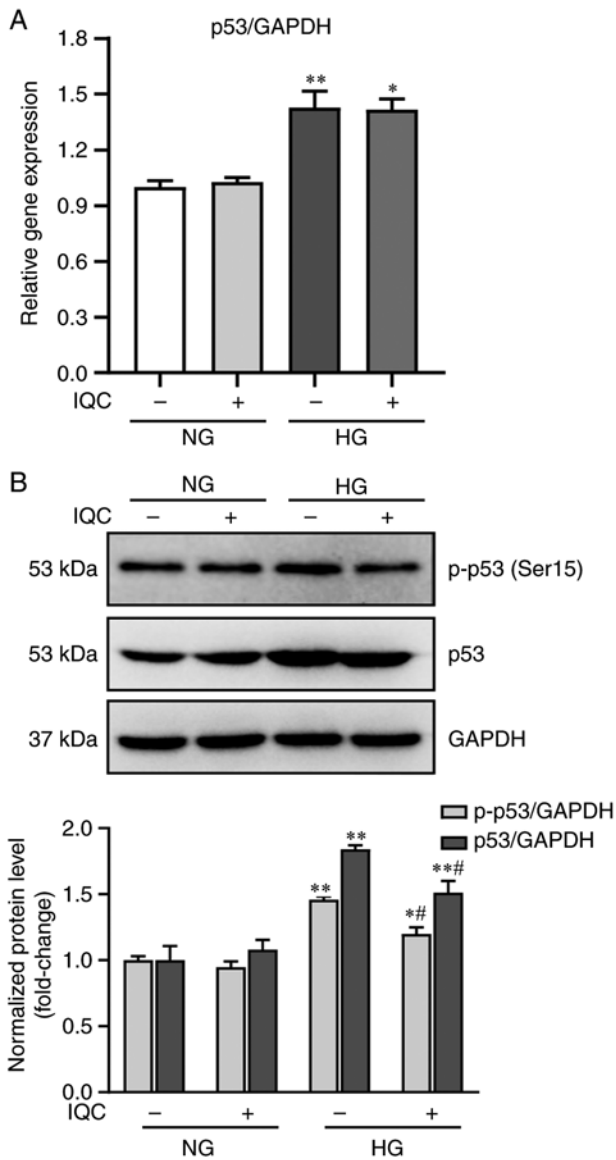 A
p53/GAPDH
1.8
1.5
1.2
0.9
0.6
0.3
0.0
Relative gene expression
** *
IQC – + – +
NG HG
B
NG HG
IQC – + – +
53 kDa p-p53 (Ser15)
53 kDa p53
37 kDa GAPDH
p-p53/GAPDH
p53/GAPDH
2.0
1.5
1.0
0.5
0.0
Normalized protein level
(fold-change)
** ** *# **#
IQC – + – +
NG HG